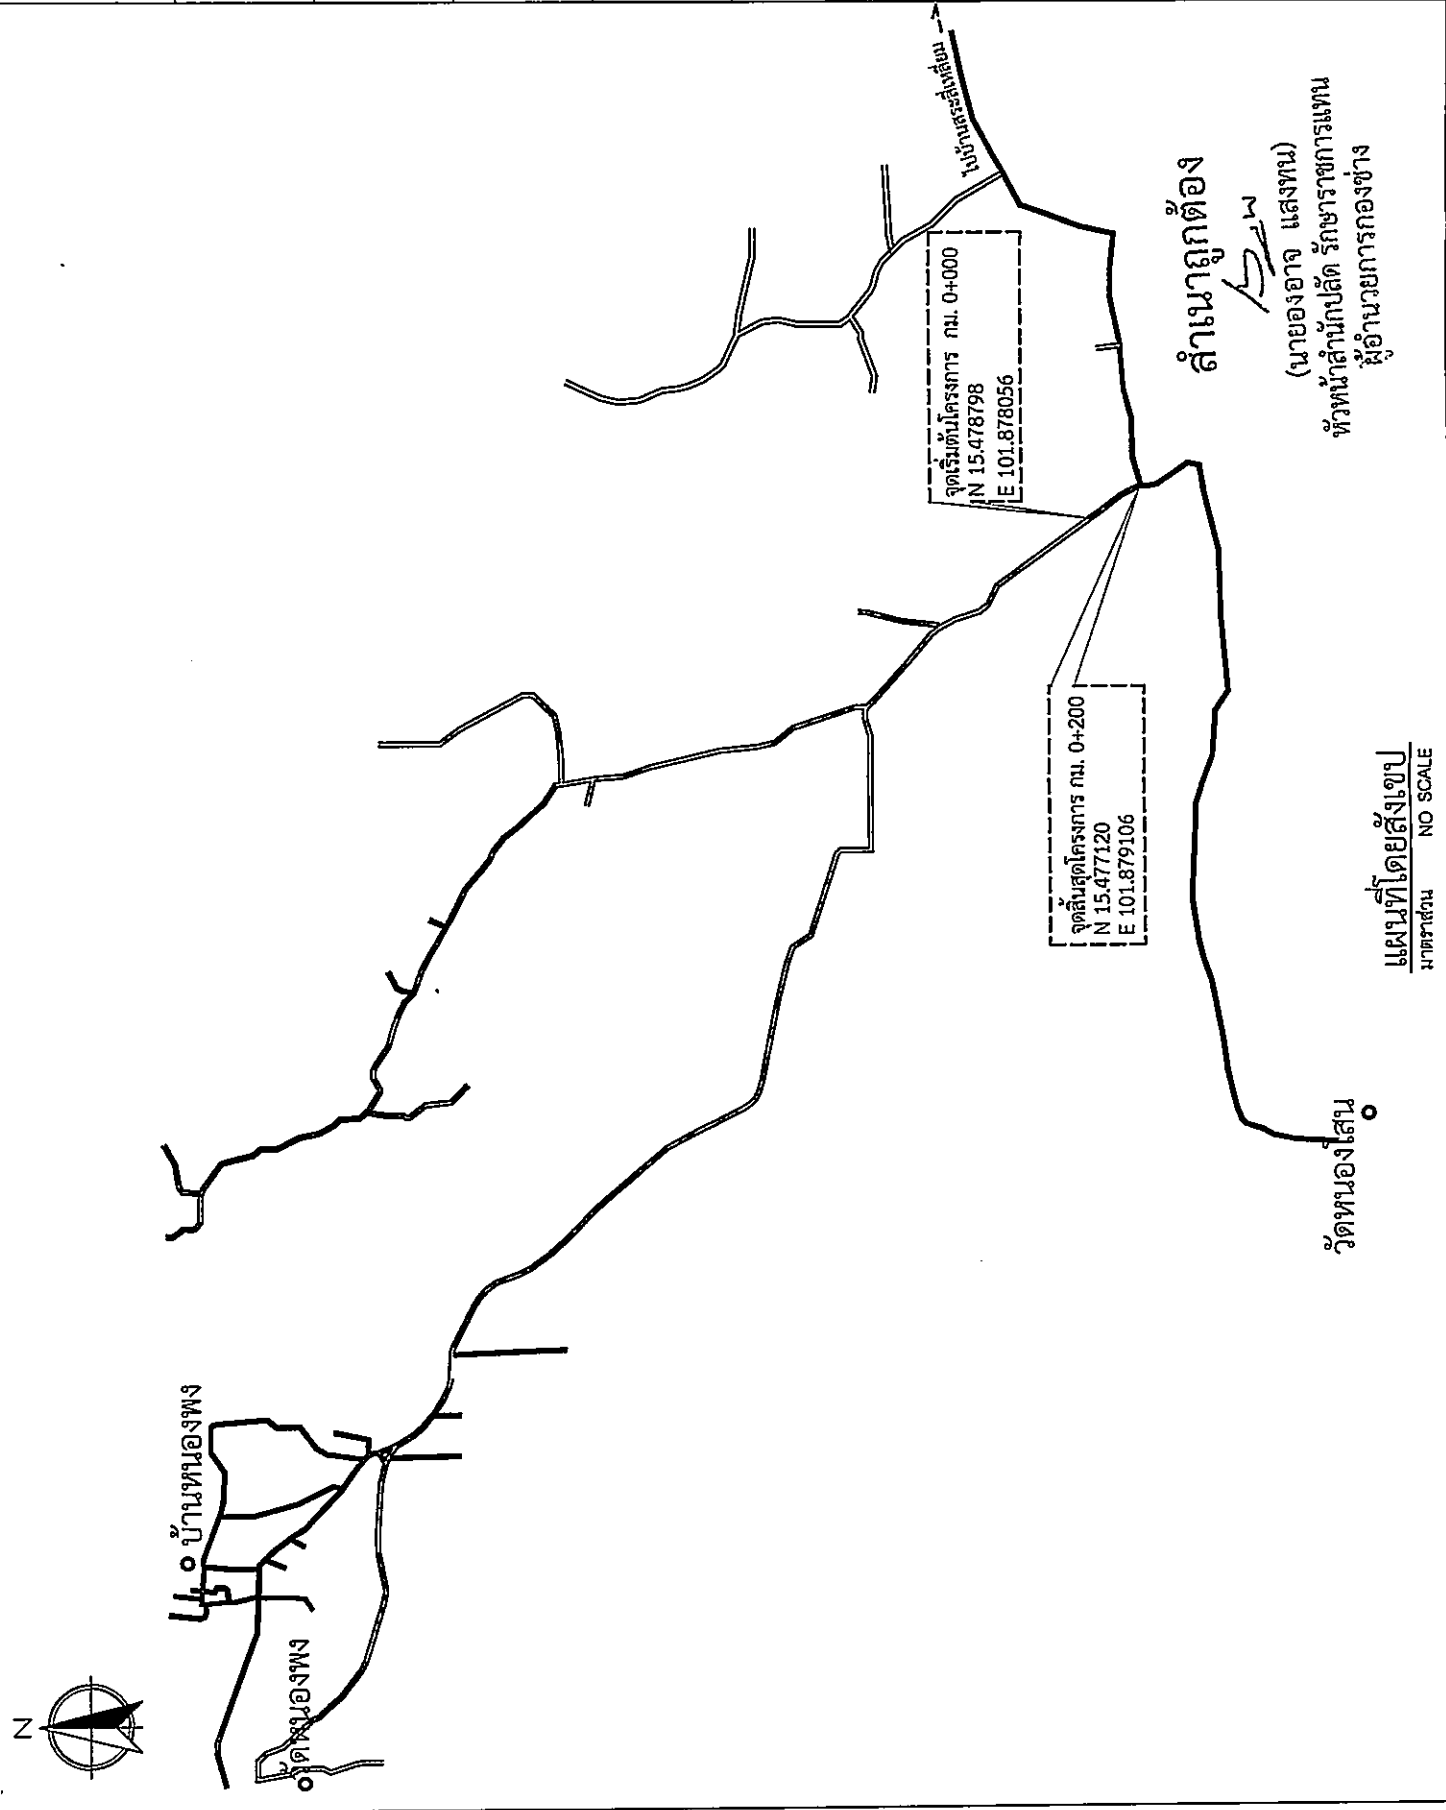 N
บ้านหนองพง
วัดหนองพง
ไปบ้านสระสี่เหลี่ยม
จุดเริ่มต้นโครงการ กม. 0+000
N 15.478798
E 101.878056
จุดสิ้นสุดโครงการ กม. 0+200
N 15.477120
E 101.879106
วัดหนองโสน
สำเนาถูกต้อง
(นายองอาจ แสงทน)
หัวหน้าสำนักปลัด รักษาราชการแทน
ผู้อำนวยการกองช่าง
แผนที่โดยสังเขป
มาตราส่วน NO SCALE